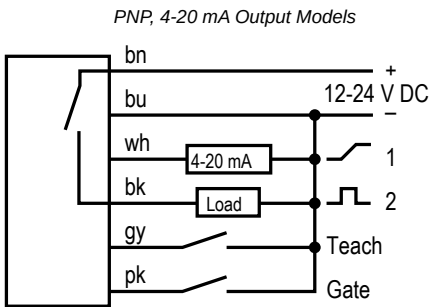 PNP, 4-20 mA Output Models
bn
+
12-24 V DC
bu
–
wh
4-20 mA
1
bk
Load
2
gy
Teach
pk
Gate